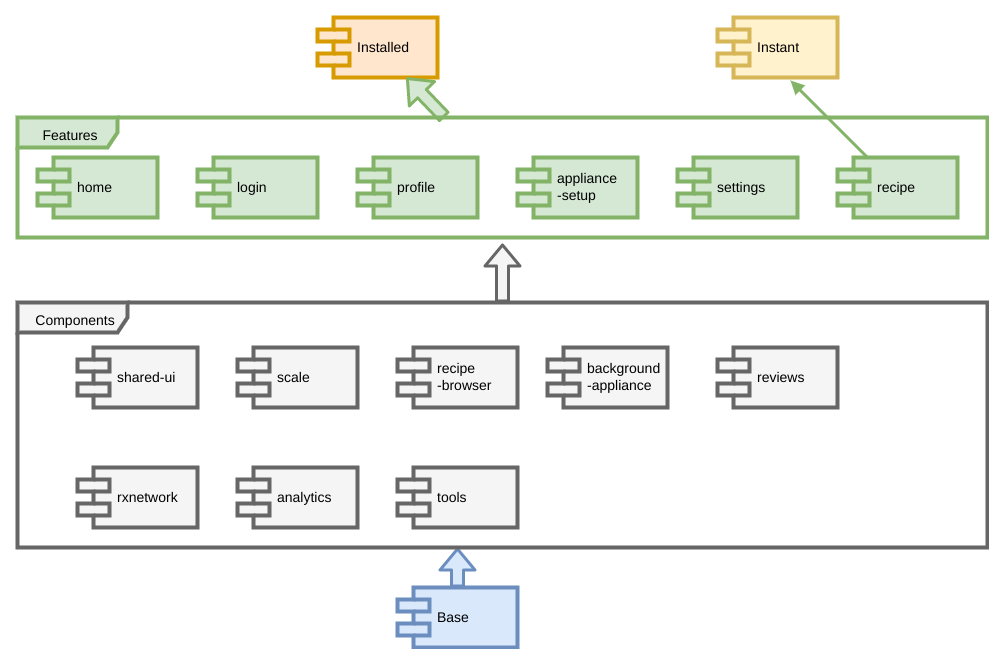 Installed
Instant
Features
home
login
profile
appliance
-setup
settings
recipe
Components
shared-ui
scale
recipe
-browser
background
-appliance
reviews
rxnetwork
analytics
tools
Base